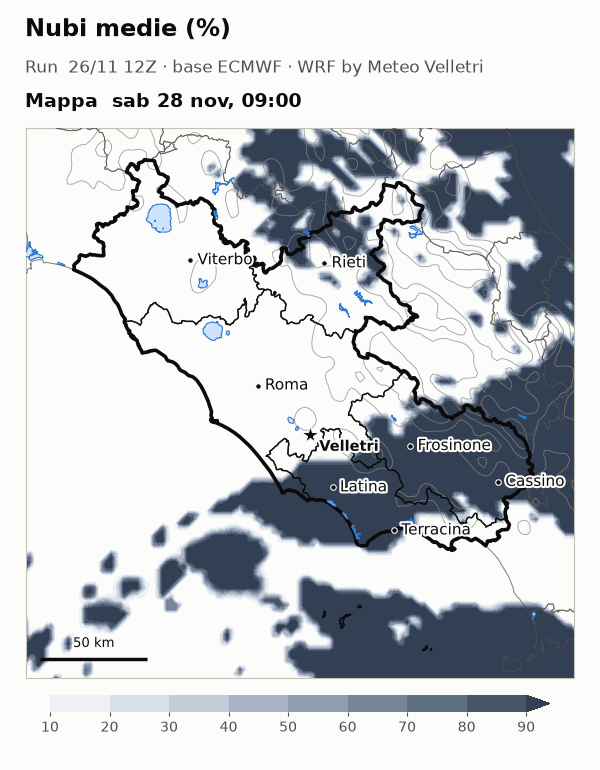 Nubi medie (%)
Run 26/11 12Z · base ECMWF · WRF by Meteo Velletri
Mappa sab 28 nov, 09:00
Viterbo
Rieti
Roma
Velletri
Frosinone
Latina
Cassino
Terracina
50 km
10 20 30 40 50 60 70 80 90